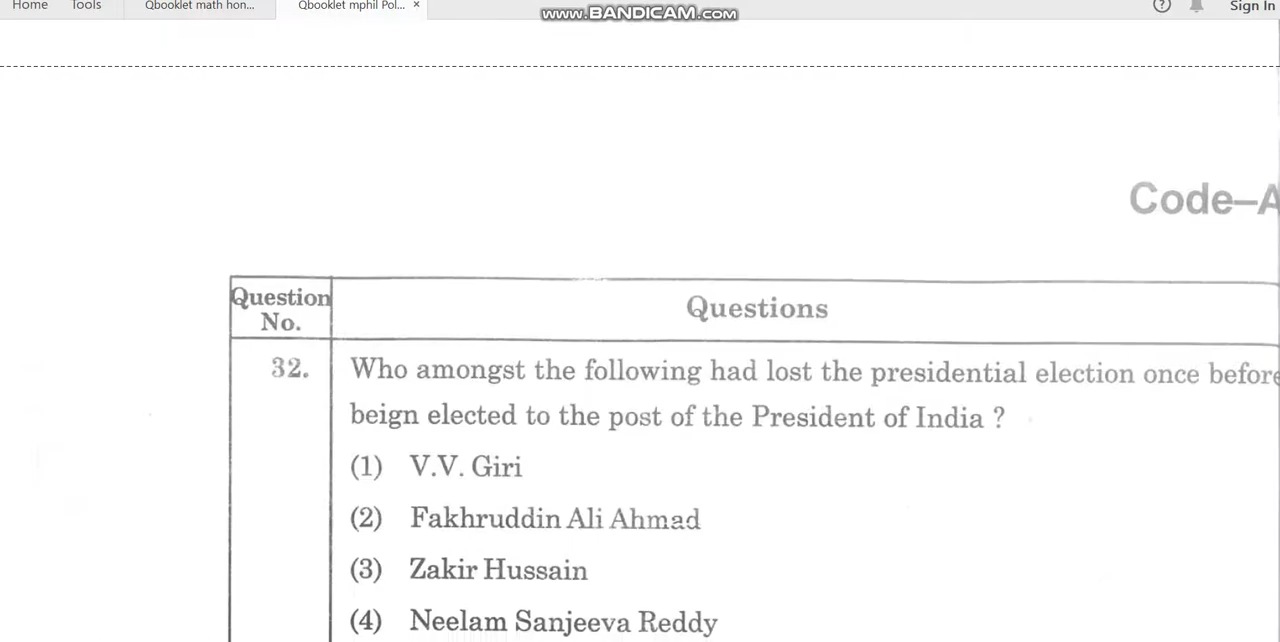 Home Tools Qbooklet math hon... Qbooklet mphil Pol... × www.BANDICAM.com ? Sign In
Code–A
Question No. Questions
32. Who amongst the following had lost the presidential election once before
beign elected to the post of the President of India ?
(1) V.V. Giri
(2) Fakhruddin Ali Ahmad
(3) Zakir Hussain
(4) Neelam Sanjeeva Reddy